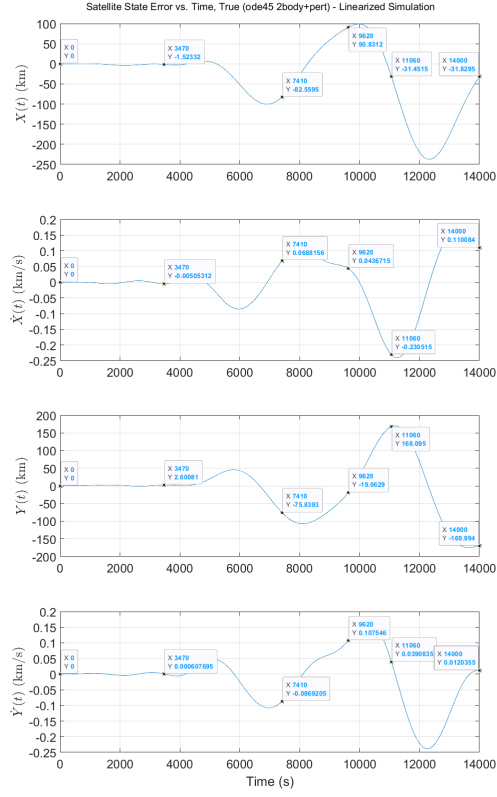 Satellite State Error vs. Time, True (ode45 2body+pert) - Linearized Simulation
X(t) (km)
100
50
0
-50
-100
-150
-200
-250
X 0
Y 0
X 3470
Y -1.52332
X 7410
Y -82.5595
X 9620
Y 90.8312
X 11060
Y -31.4515
X 14000
Y -31.8295
0 2000 4000 6000 8000 10000 12000 14000
Ẋ(t) (km/s)
0.2
0.15
0.1
0.05
0
-0.05
-0.1
-0.15
-0.2
-0.25
X 0
Y 0
X 3470
Y -0.00505312
X 7410
Y 0.0688156
X 9620
Y 0.0436715
X 11060
Y -0.230515
X 14000
Y 0.110084
0 2000 4000 6000 8000 10000 12000 14000
Y(t) (km)
200
150
100
50
0
-50
-100
-150
-200
X 0
Y 0
X 3470
Y 2.60081
X 7410
Y -75.8393
X 9620
Y -19.0629
X 11060
Y 168.095
X 14000
Y -169.994
0 2000 4000 6000 8000 10000 12000 14000
Ẏ(t) (km/s)
0.2
0.15
0.1
0.05
0
-0.05
-0.1
-0.15
-0.2
-0.25
X 0
Y 0
X 3470
Y 0.000607695
X 7410
Y -0.0869205
X 9620
Y 0.107546
X 11060
Y 0.0390835
X 14000
Y 0.0120355
0 2000 4000 6000 8000 10000 12000 14000
Time (s)